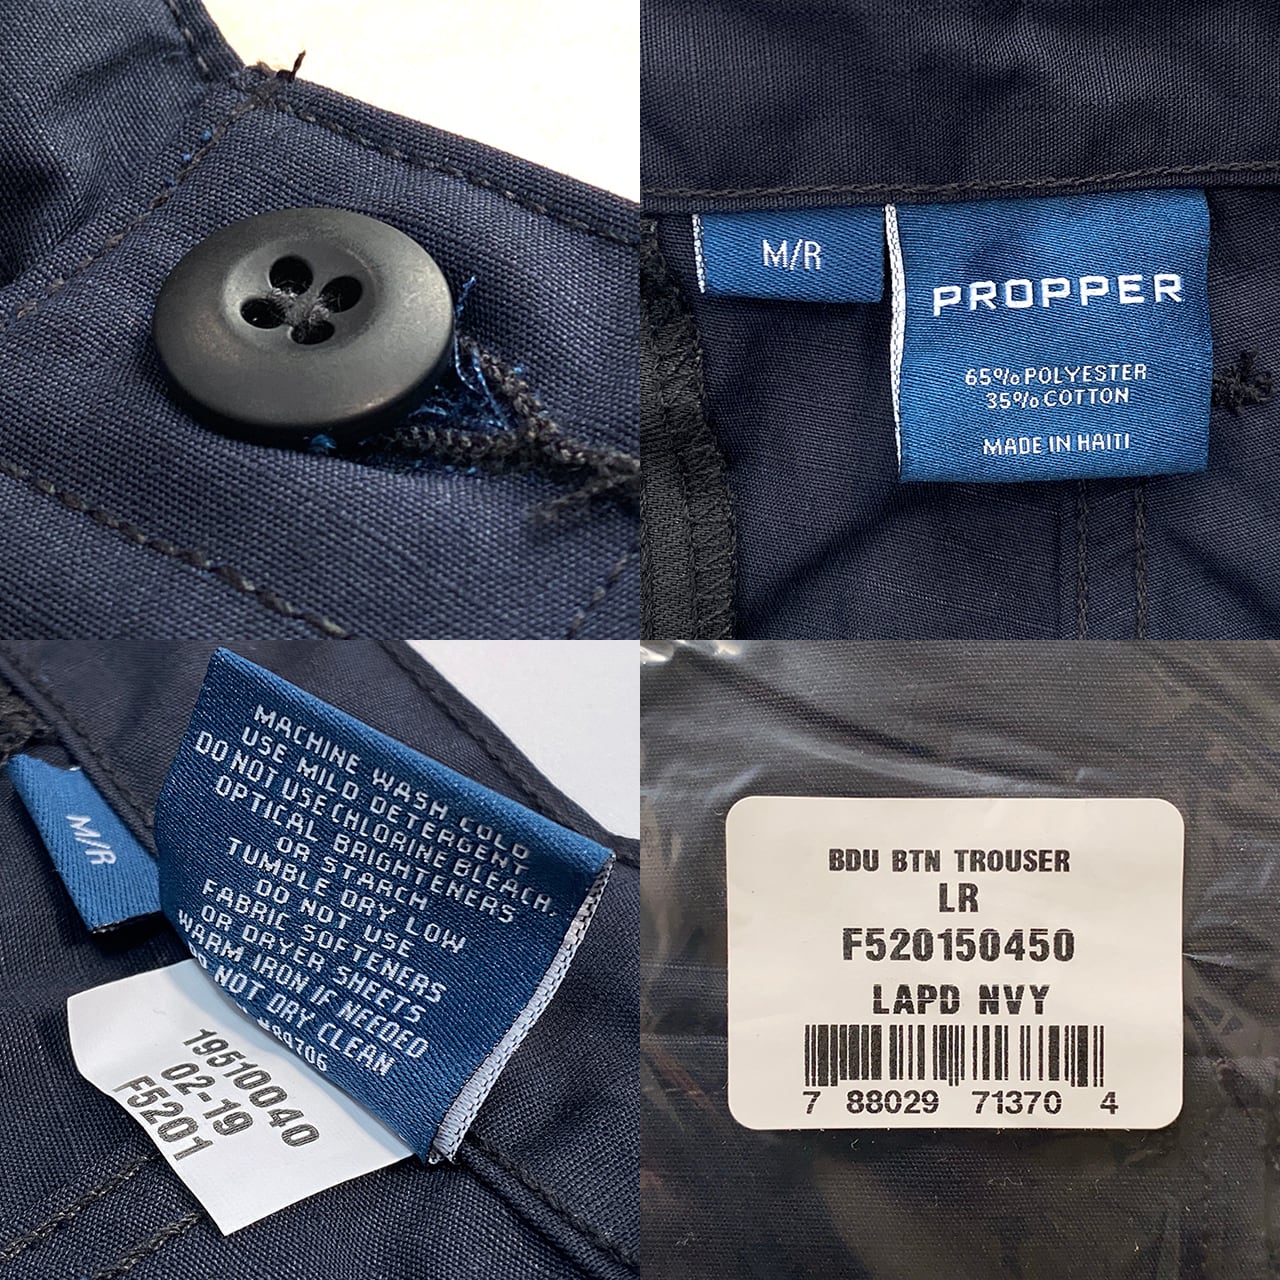 M/R
PROPPER
65% POLYESTER
35% COTTON
MADE IN HAITI
MACHINE WASH COLD
USE MILD DETERGENT
DO NOT USE CHLORINE BLEACH,
OPTICAL BRIGHTENERS
OR STARCH
TUMBLE DRY LOW
DO NOT USE
FABRIC SOFTENERS
OR DRYER SHEETS
WARM IRON IF NEEDED
DO NOT DRY CLEAN
M/R
19510040
02-19
F5201
BDU BTN TROUSER
LR
F520150450
LAPD NVY
7 88029 71370 4